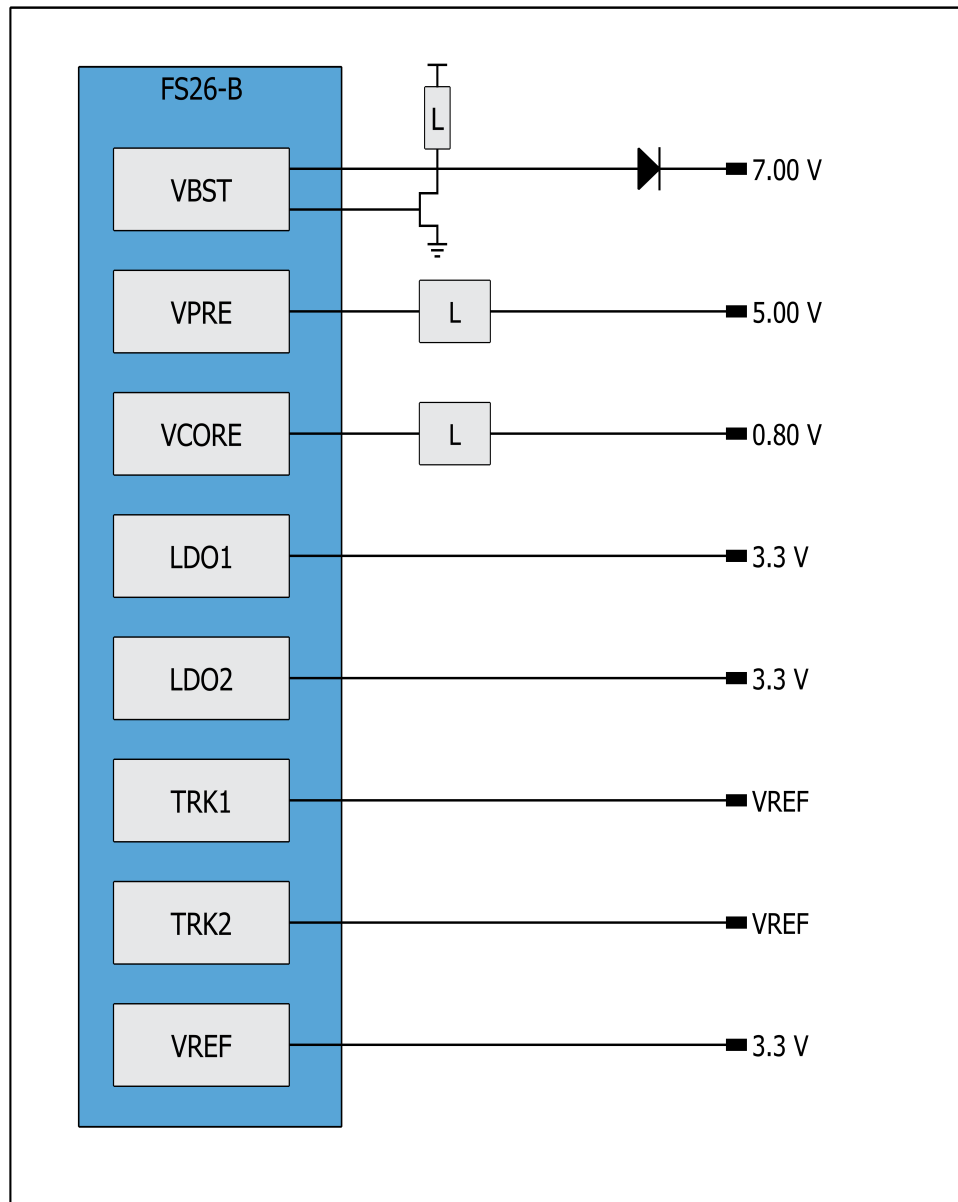 FS26-B
L
VBST
7.00 V
VPRE
L
5.00 V
VCORE
L
0.80 V
LDO1
3.3 V
LDO2
3.3 V
TRK1
VREF
TRK2
VREF
VREF
3.3 V